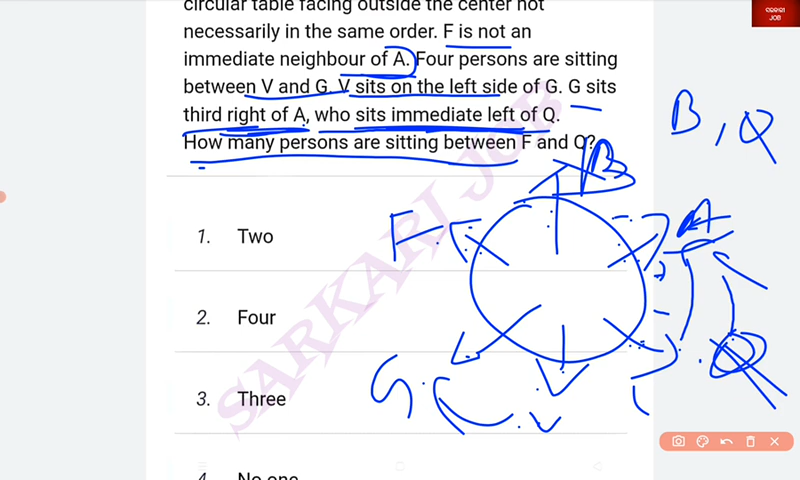 circular table facing outside the center not
necessarily in the same order. F is not an
immediate neighbour of A. Four persons are sitting
between V and G. V sits on the left side of G. G sits
third right of A, who sits immediate left of Q.
How many persons are sitting between F and Q?
1. Two
2. Four
3. Three
4. No one
SARKARI JOB
ସରକାରୀ
JOB
B, Q
B
F
A
G
V
Q